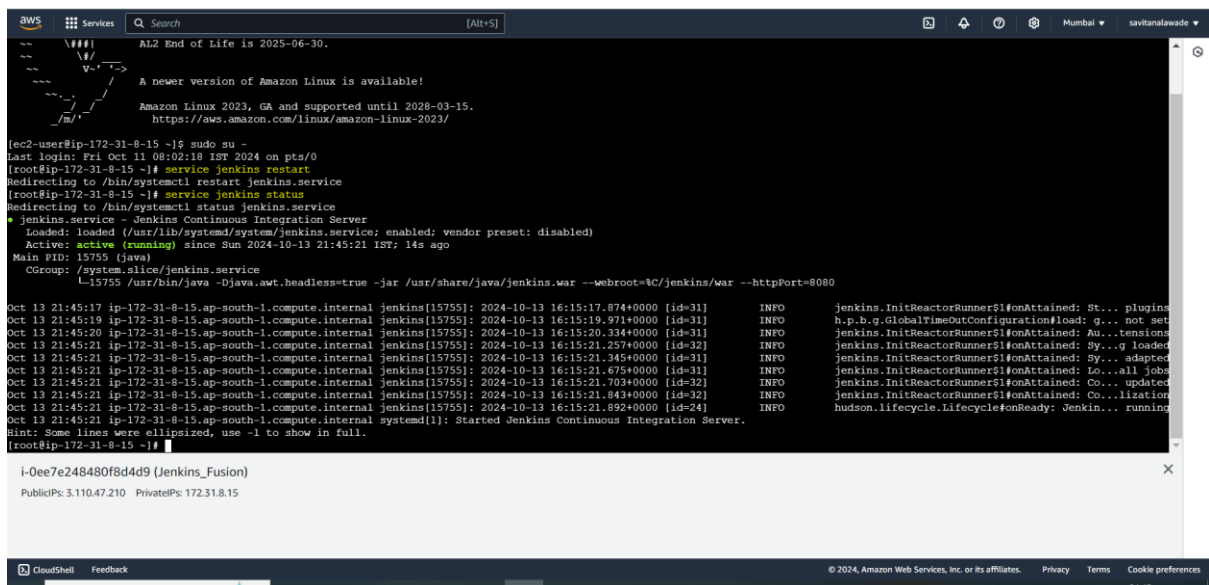 aws Services Search [Alt+S] Mumbai savitanalawade
~~ \###| AL2 End of Life is 2025-06-30.
~~ \#/ ___
~~ V~' '->
~~~ / A newer version of Amazon Linux is available!
~~._. _/
_/ _/ Amazon Linux 2023, GA and supported until 2028-03-15.
_/m/' https://aws.amazon.com/linux/amazon-linux-2023/
[ec2-user@ip-172-31-8-15 ~]$ sudo su -
Last login: Fri Oct 11 08:02:18 IST 2024 on pts/0
[root@ip-172-31-8-15 ~]# service jenkins restart
Redirecting to /bin/systemctl restart jenkins.service
[root@ip-172-31-8-15 ~]# service jenkins status
Redirecting to /bin/systemctl status jenkins.service
● jenkins.service - Jenkins Continuous Integration Server
Loaded: loaded (/usr/lib/systemd/system/jenkins.service; enabled; vendor preset: disabled)
Active: active (running) since Sun 2024-10-13 21:45:21 IST; 14s ago
Main PID: 15755 (java)
CGroup: /system.slice/jenkins.service
└─15755 /usr/bin/java -Djava.awt.headless=true -jar /usr/share/java/jenkins.war --webroot=%C/jenkins/war --httpPort=8080
Oct 13 21:45:17 ip-172-31-8-15.ap-south-1.compute.internal jenkins[15755]: 2024-10-13 16:15:17.874+0000 [id=31] INFO jenkins.InitReactorRunner$1#onAttained: St... plugins
Oct 13 21:45:19 ip-172-31-8-15.ap-south-1.compute.internal jenkins[15755]: 2024-10-13 16:15:19.971+0000 [id=31] INFO h.p.b.g.GlobalTimeOutConfiguration#load: g... not set
Oct 13 21:45:20 ip-172-31-8-15.ap-south-1.compute.internal jenkins[15755]: 2024-10-13 16:15:20.334+0000 [id=31] INFO jenkins.InitReactorRunner$1#onAttained: Au...tensions
Oct 13 21:45:21 ip-172-31-8-15.ap-south-1.compute.internal jenkins[15755]: 2024-10-13 16:15:21.257+0000 [id=32] INFO jenkins.InitReactorRunner$1#onAttained: Sy...g loaded
Oct 13 21:45:21 ip-172-31-8-15.ap-south-1.compute.internal jenkins[15755]: 2024-10-13 16:15:21.345+0000 [id=31] INFO jenkins.InitReactorRunner$1#onAttained: Sy... adapted
Oct 13 21:45:21 ip-172-31-8-15.ap-south-1.compute.internal jenkins[15755]: 2024-10-13 16:15:21.675+0000 [id=31] INFO jenkins.InitReactorRunner$1#onAttained: Lo...all jobs
Oct 13 21:45:21 ip-172-31-8-15.ap-south-1.compute.internal jenkins[15755]: 2024-10-13 16:15:21.703+0000 [id=32] INFO jenkins.InitReactorRunner$1#onAttained: Co... updated
Oct 13 21:45:21 ip-172-31-8-15.ap-south-1.compute.internal jenkins[15755]: 2024-10-13 16:15:21.843+0000 [id=32] INFO jenkins.InitReactorRunner$1#onAttained: Co...lization
Oct 13 21:45:21 ip-172-31-8-15.ap-south-1.compute.internal jenkins[15755]: 2024-10-13 16:15:21.892+0000 [id=24] INFO hudson.lifecycle.Lifecycle#onReady: Jenkin... running
Oct 13 21:45:21 ip-172-31-8-15.ap-south-1.compute.internal systemd[1]: Started Jenkins Continuous Integration Server.
Hint: Some lines were ellipsized, use -l to show in full.
[root@ip-172-31-8-15 ~]#
i-0ee7e248480f8d4d9 (Jenkins_Fusion)
PublicIPs: 3.110.47.210 PrivateIPs: 172.31.8.15
CloudShell Feedback © 2024, Amazon Web Services, Inc. or its affiliates. Privacy Terms Cookie preferences